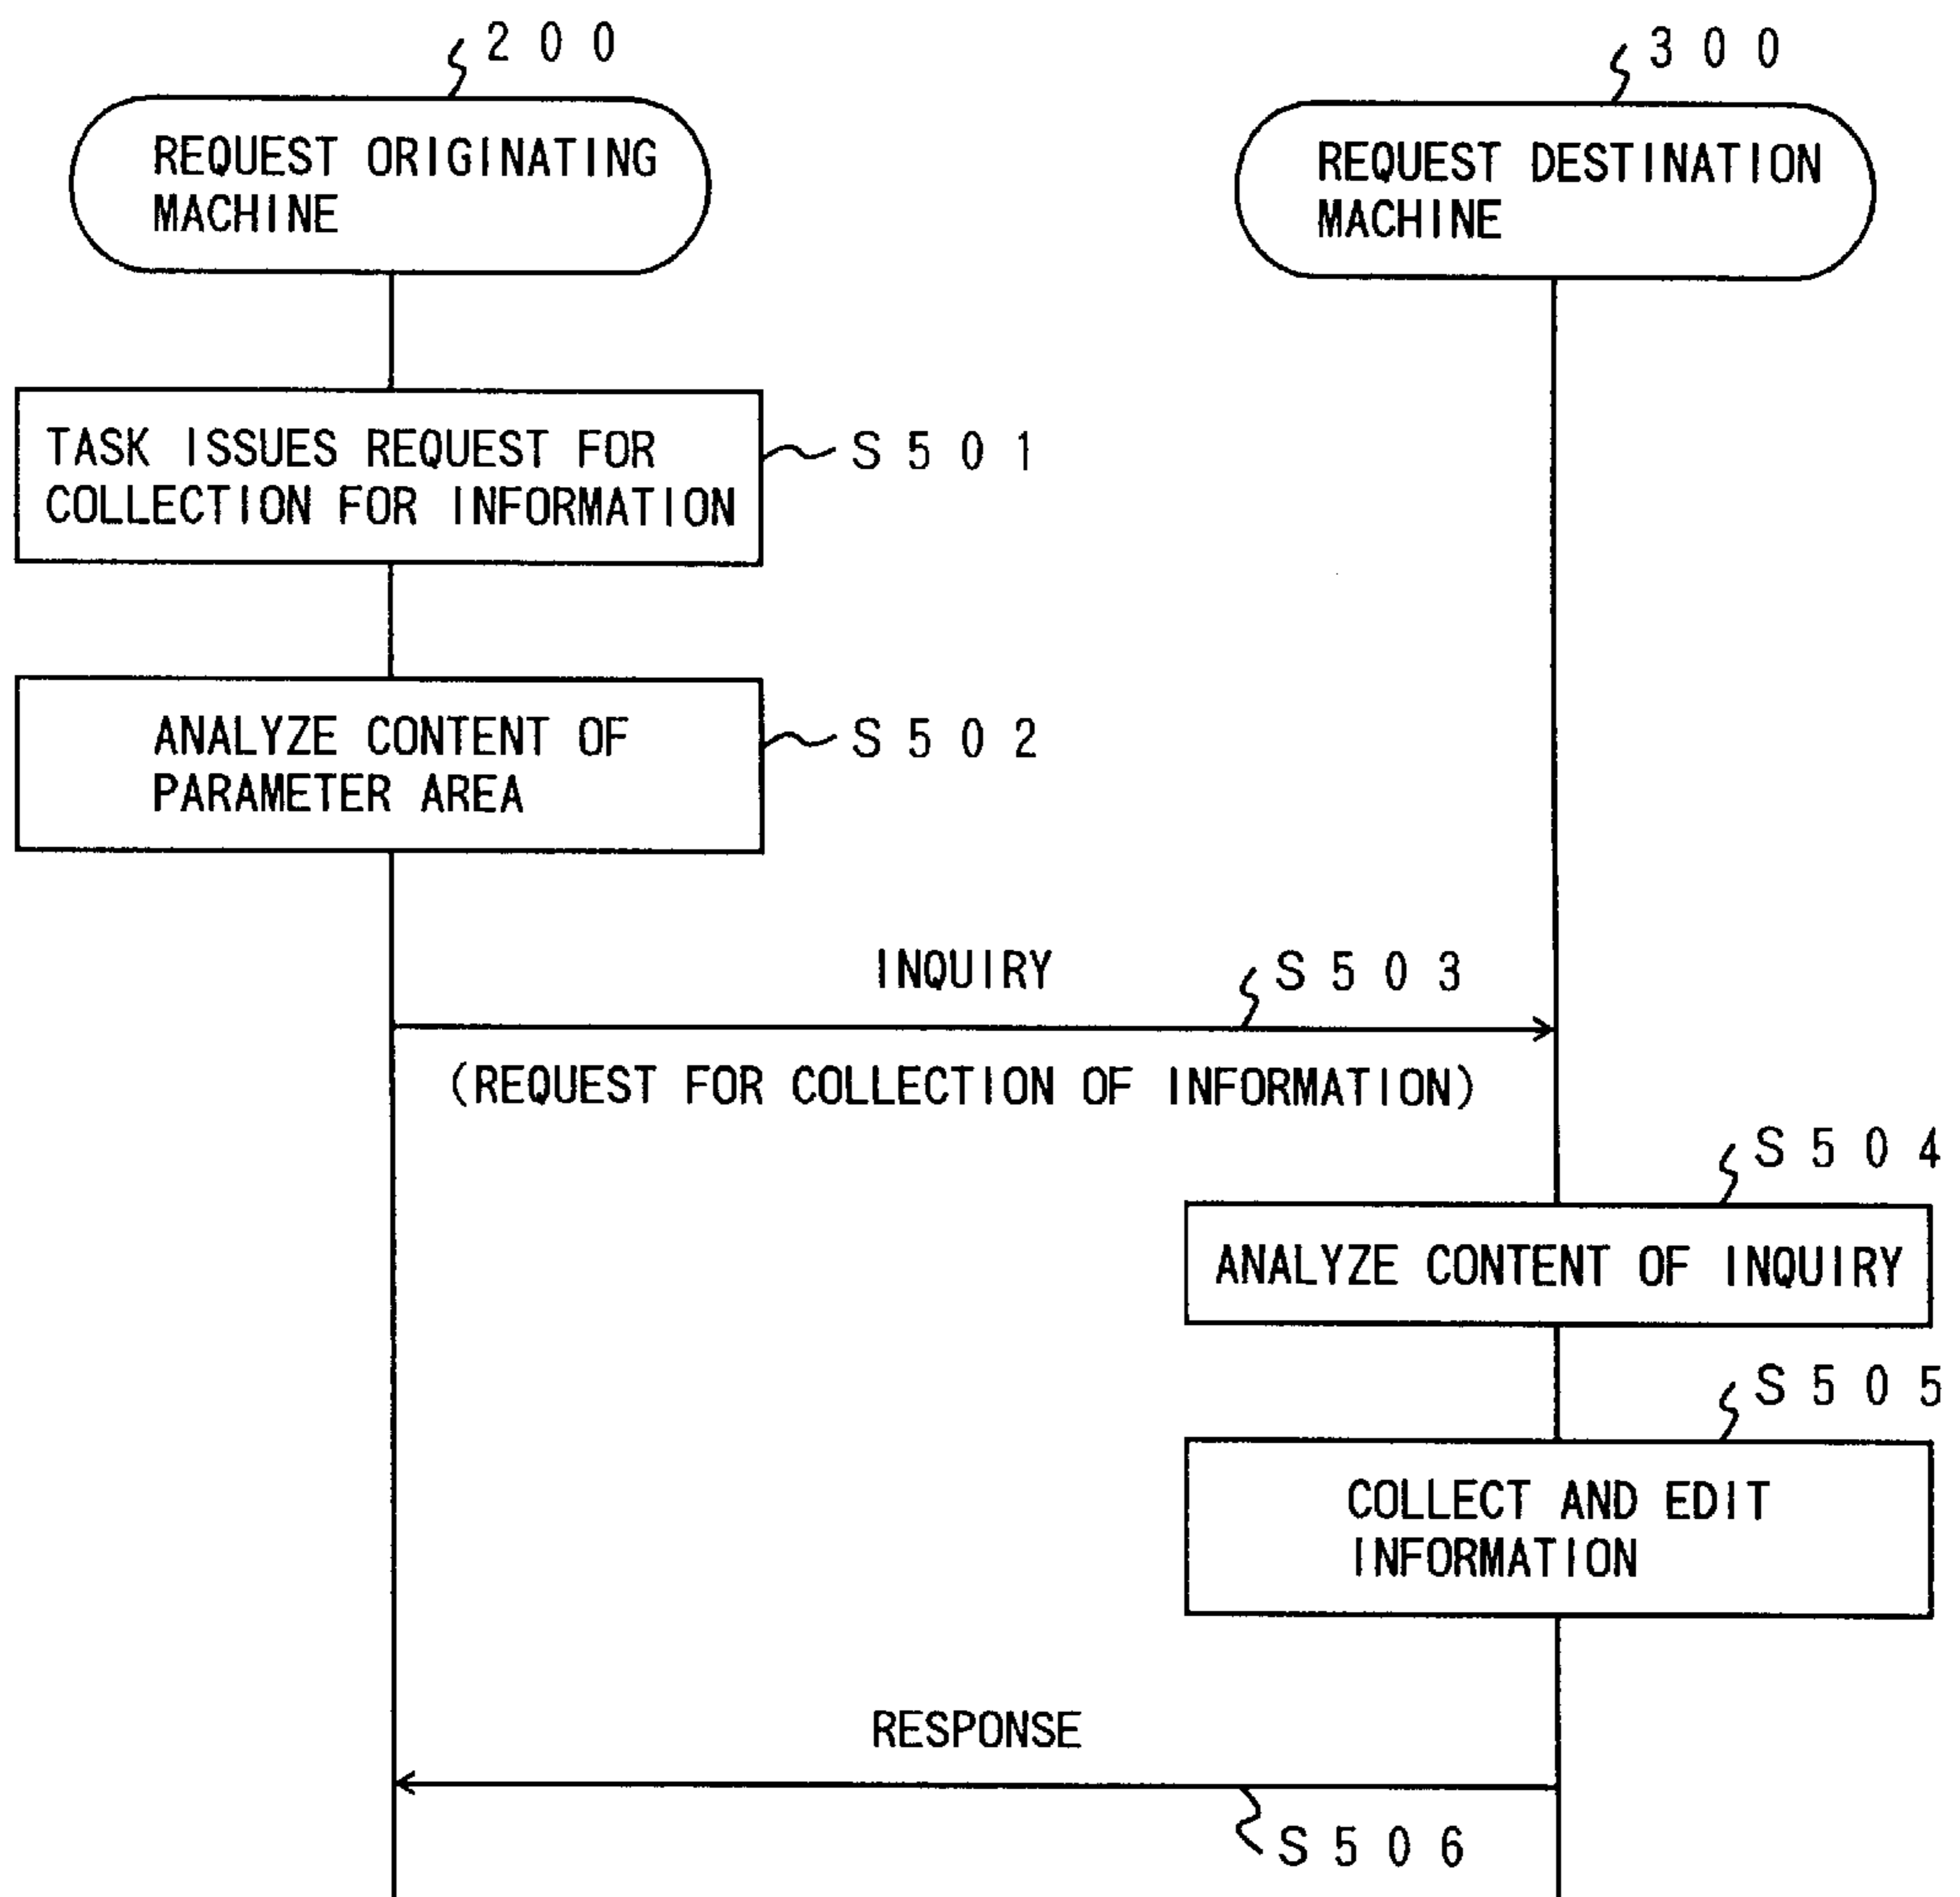 200
300
REQUEST ORIGINATING
MACHINE
REQUEST DESTINATION
MACHINE
TASK ISSUES REQUEST FOR
COLLECTION FOR INFORMATION
S501
ANALYZE CONTENT OF
PARAMETER AREA
S502
INQUIRY
S503
(REQUEST FOR COLLECTION OF INFORMATION)
S504
ANALYZE CONTENT OF INQUIRY
S505
COLLECT AND EDIT
INFORMATION
RESPONSE
S506